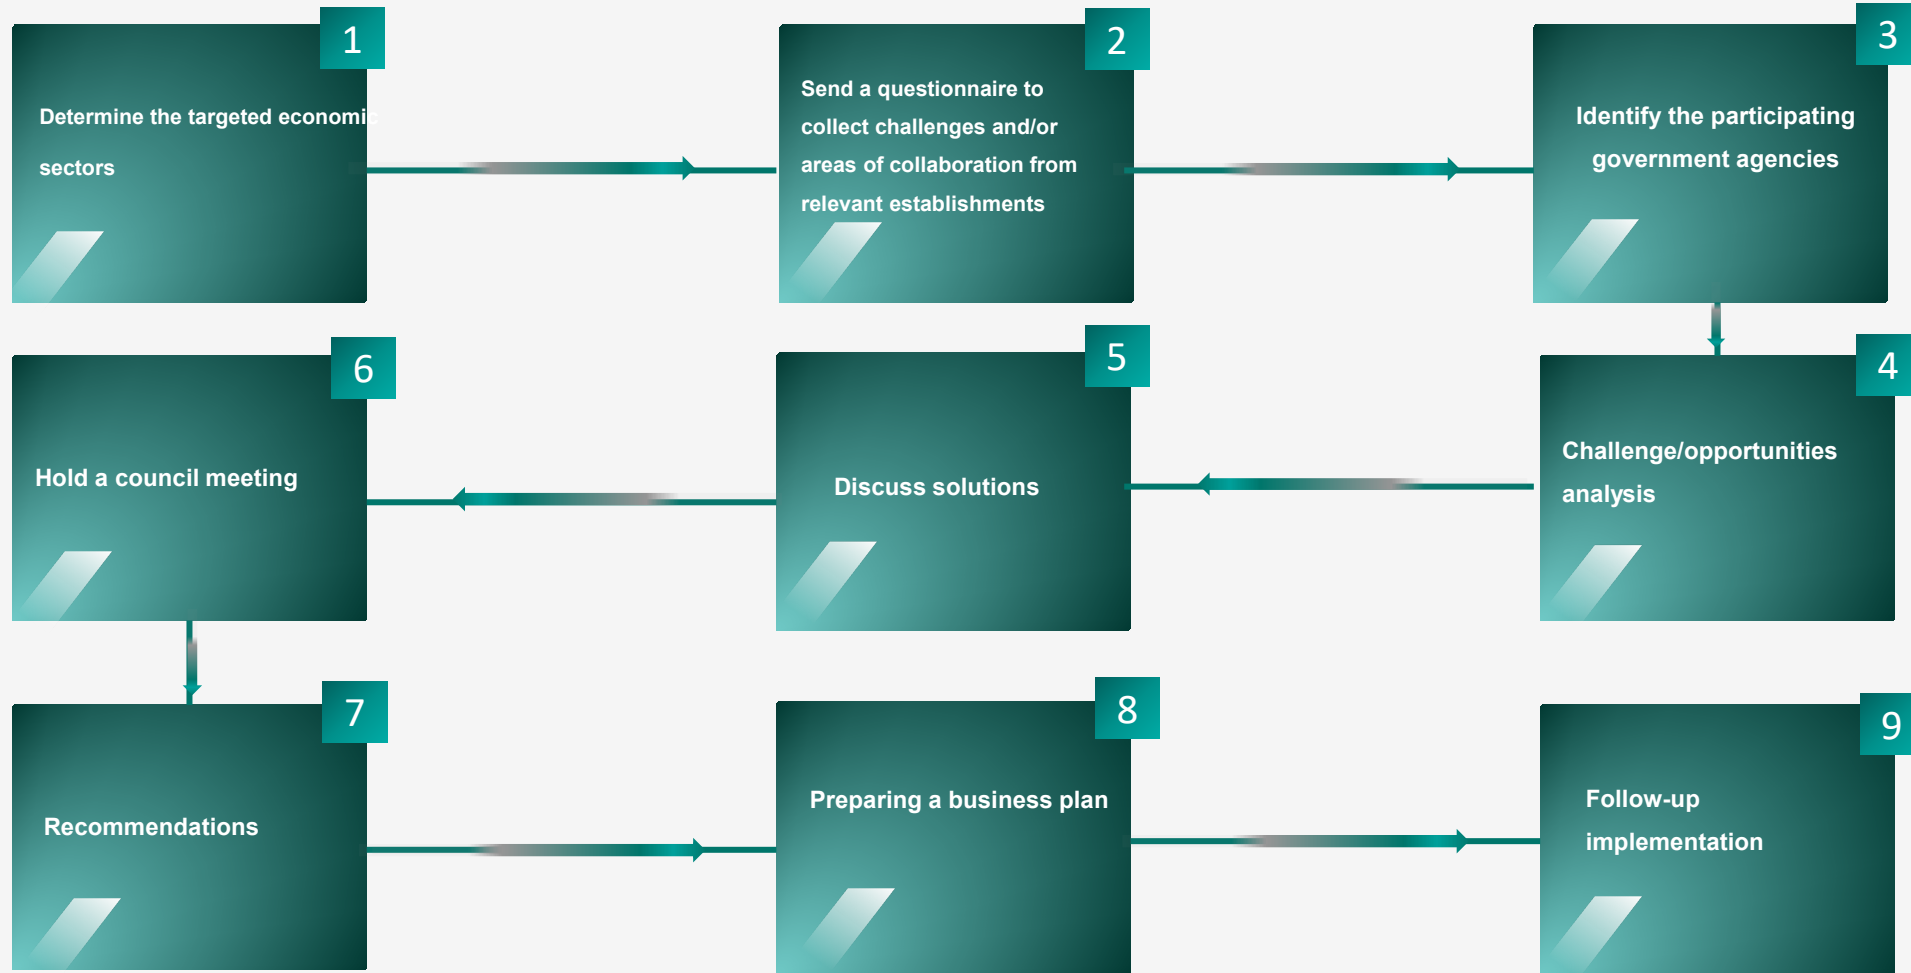 1
Determine the targeted economic
sectors
2
Send a questionnaire to
collect challenges and/or
areas of collaboration from
relevant establishments
3
Identify the participating
government agencies
4
Challenge/opportunities
analysis
5
Discuss solutions
6
Hold a council meeting
7
Recommendations
8
Preparing a business plan
9
Follow-up
implementation